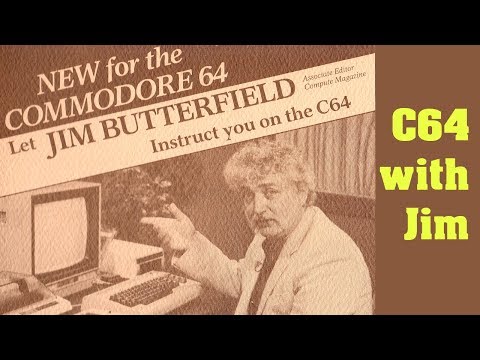 NEW for the
COMMODORE 64
Let JIM BUTTERFIELD
Associate Editor
Compute Magazine
Instruct you on the C64
C64
with
Jim